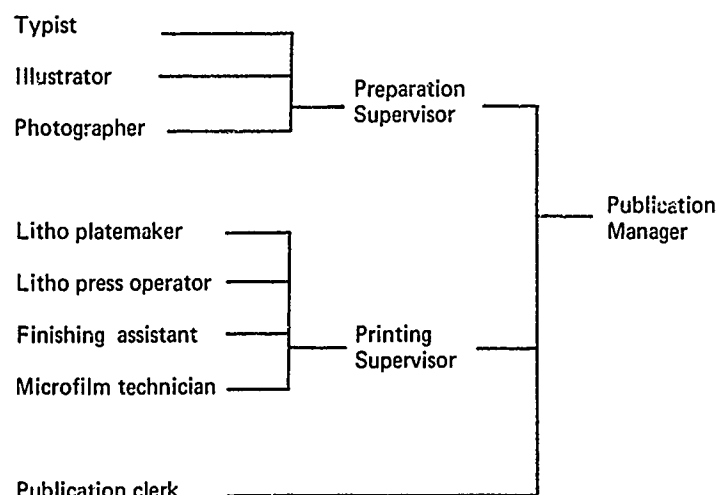 Typist
Illustrator
Photographer
Preparation
Supervisor
Publication
Manager
Litho platemaker
Litho press operator
Finishing assistant
Microfilm technician
Printing
Supervisor
Publication clerk